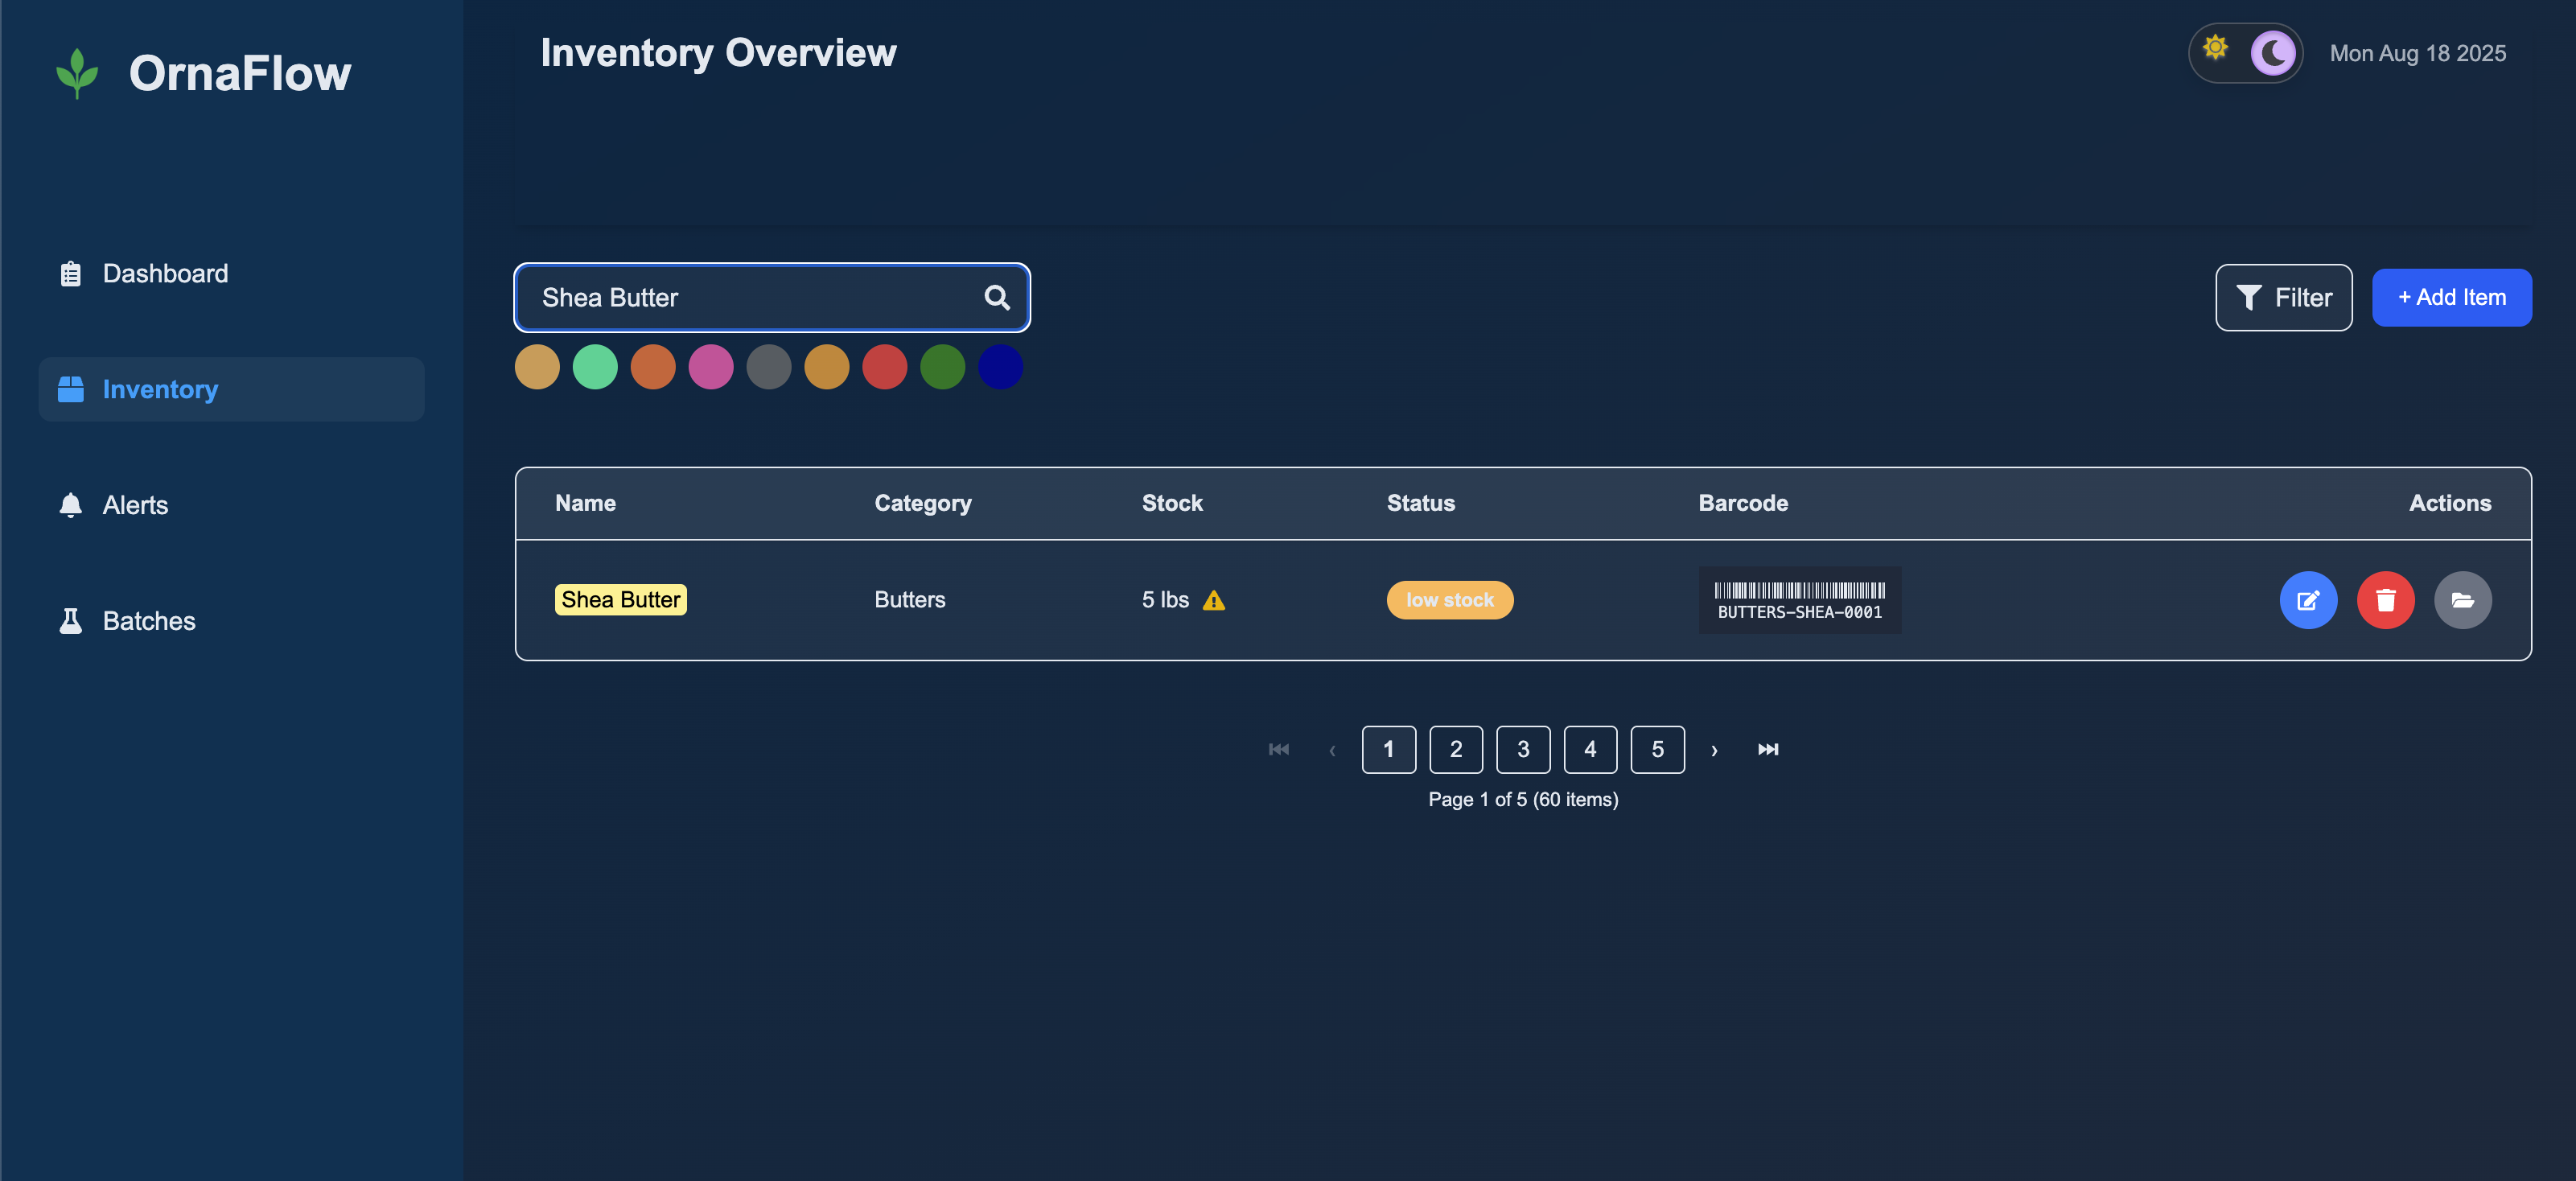 OrnaFlow
Inventory Overview
Mon Aug 18 2025
Dashboard
Inventory
Alerts
Batches
Shea Butter
Filter
+ Add Item
Name Category Stock Status Barcode Actions
Shea Butter Butters 5 lbs low stock
BUTTERS-SHEA-0001
‹ 1 2 3 4 5 ›
Page 1 of 5 (60 items)